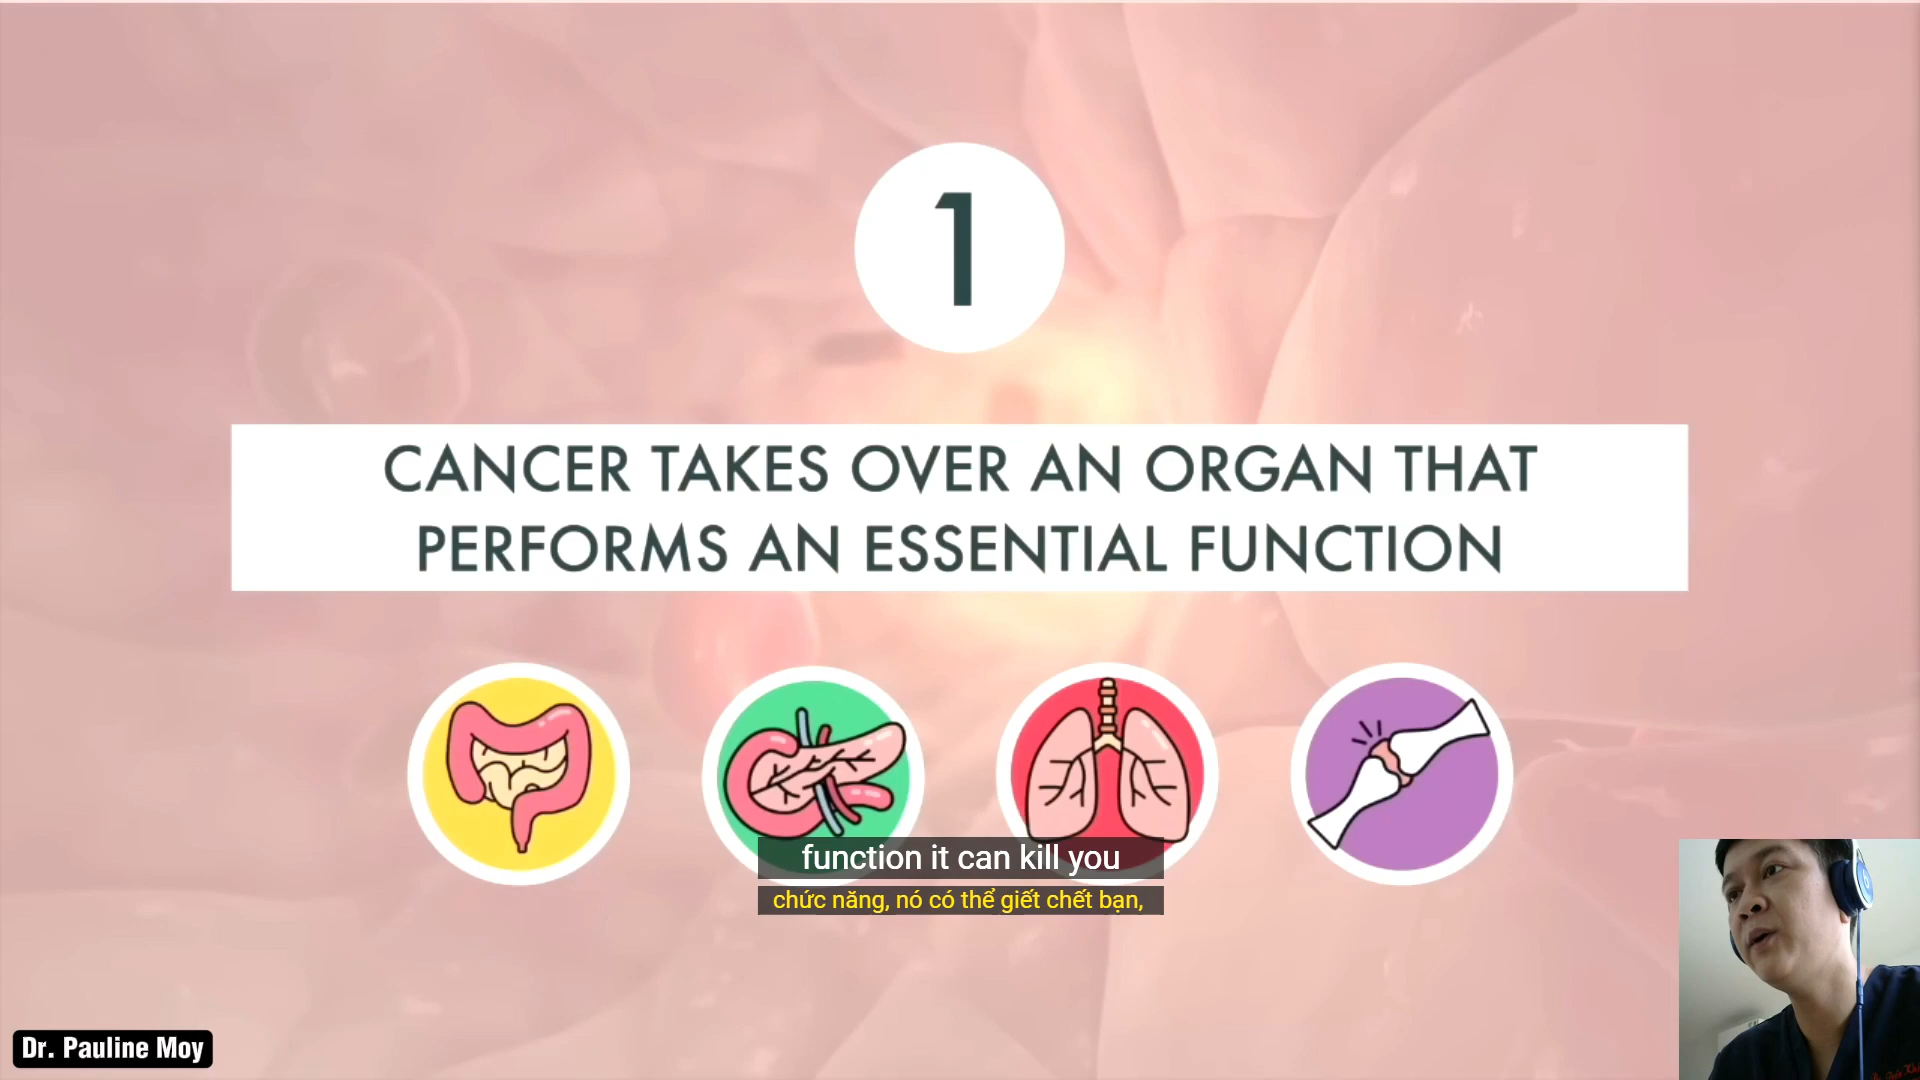 1
CANCER TAKES OVER AN ORGAN THAT
PERFORMS AN ESSENTIAL FUNCTION
function it can kill you
chức năng, nó có thể giết chết bạn,
Dr. Pauline Moy